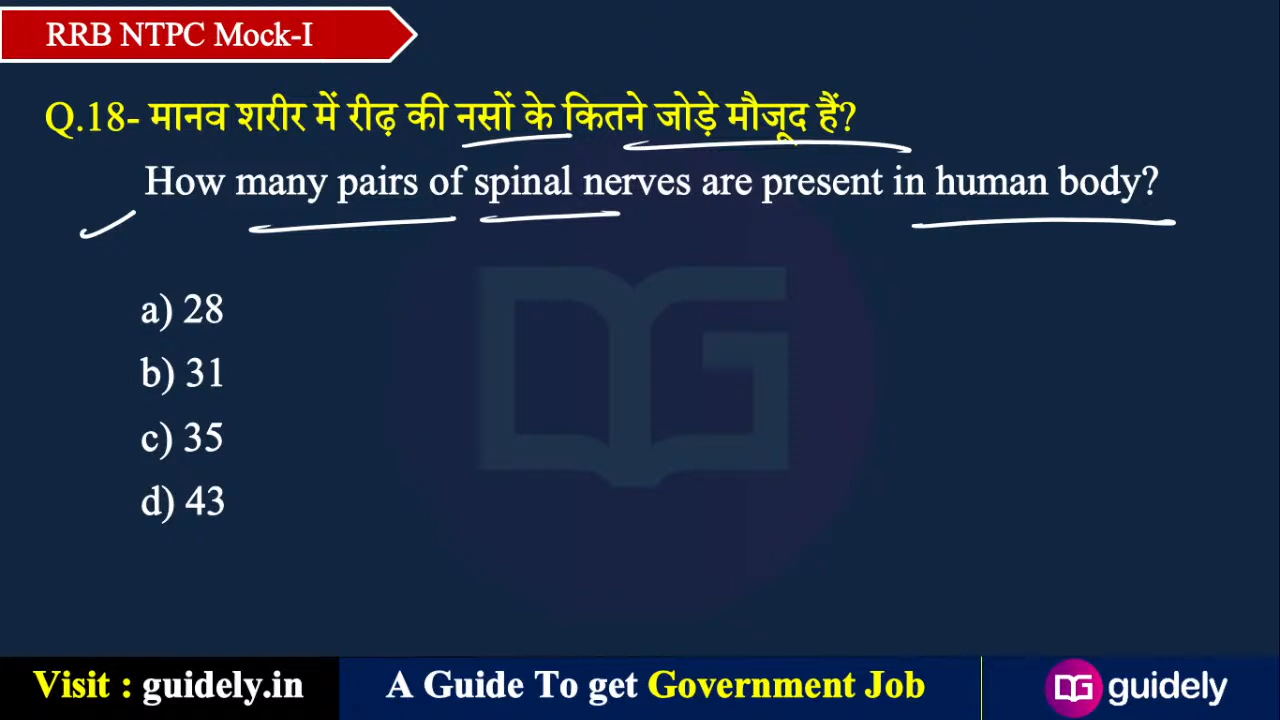 RRB NTPC Mock-I
Q.18- मानव शरीर में रीढ़ की नसों के कितने जोड़े मौजूद हैं?
How many pairs of spinal nerves are present in human body?
a) 28
b) 31
c) 35
d) 43
Visit : guidely.in
A Guide To get Government Job
guidely